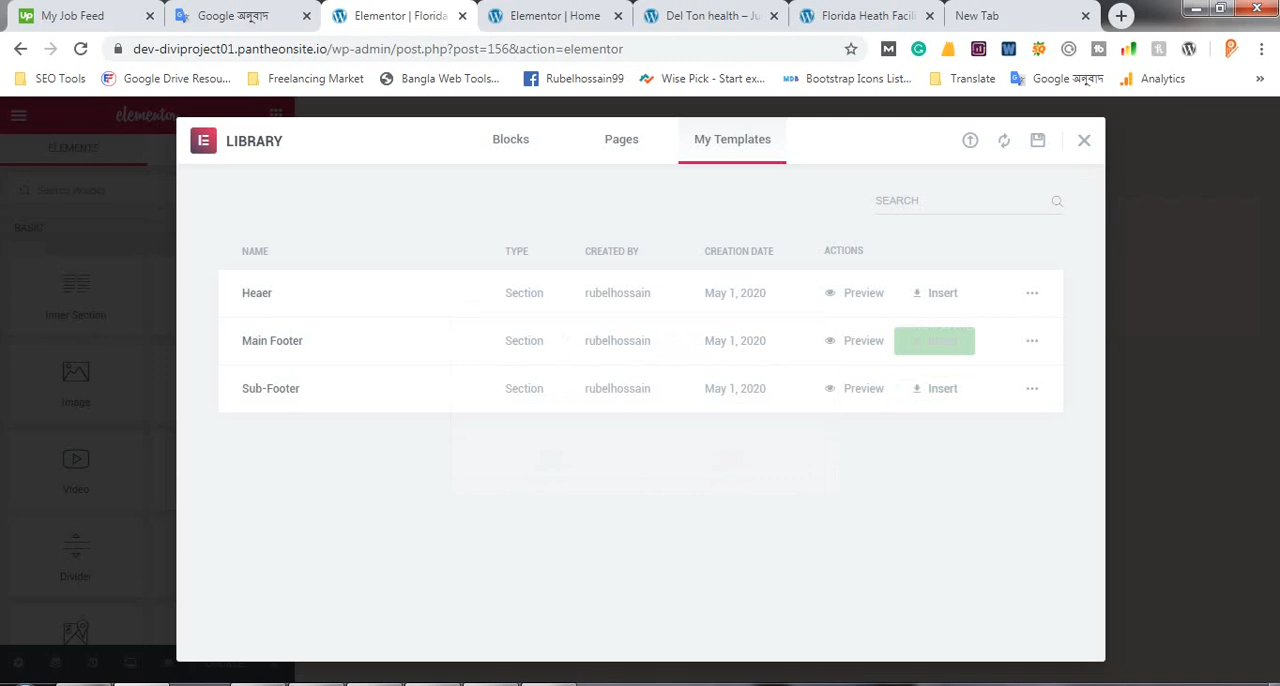 My Job Feed
Google অনুবাদ
Elementor | Florida
Elementor | Home
Del Ton health – Ju
Florida Heath Facili
New Tab
dev-diviproject01.pantheonsite.io/wp-admin/post.php?post=156&action=elementor
SEO Tools
Google Drive Resou...
Freelancing Market
Bangla Web Tools...
Rubelhossain99
Wise Pick - Start ex...
Bootstrap Icons List...
Translate
Google অনুবাদ
Analytics
elementor
ELEMENTS
BASIC
Inner Section
Image
Video
Divider
LIBRARY
Blocks
Pages
My Templates
SEARCH
NAME TYPE CREATED BY CREATION DATE ACTIONS
Heaer Section rubelhossain May 1, 2020 Preview Insert
Main Footer Section rubelhossain May 1, 2020 Preview Insert
Sub-Footer Section rubelhossain May 1, 2020 Preview Insert